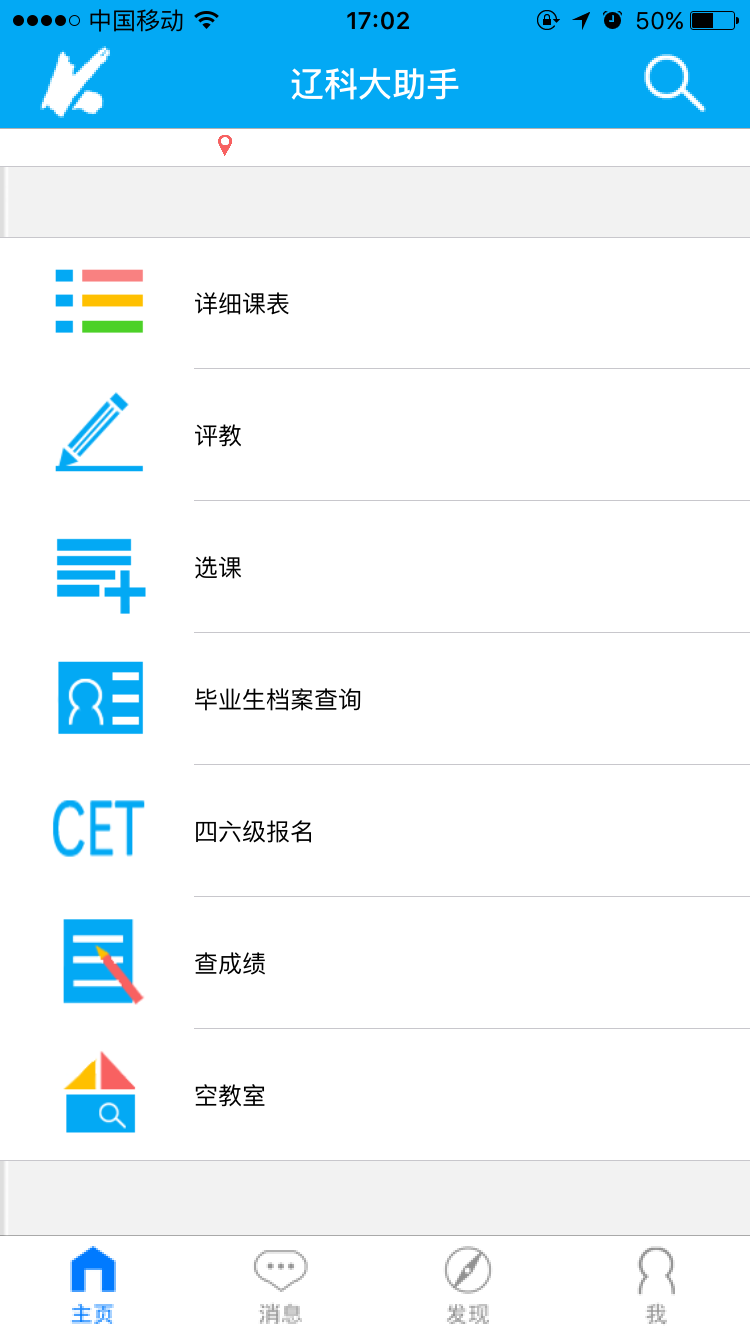 中国移动 17:02 50%
辽科大助手
详细课表
评教
选课
毕业生档案查询
CET 四六级报名
查成绩
空教室
主页 消息 发现 我